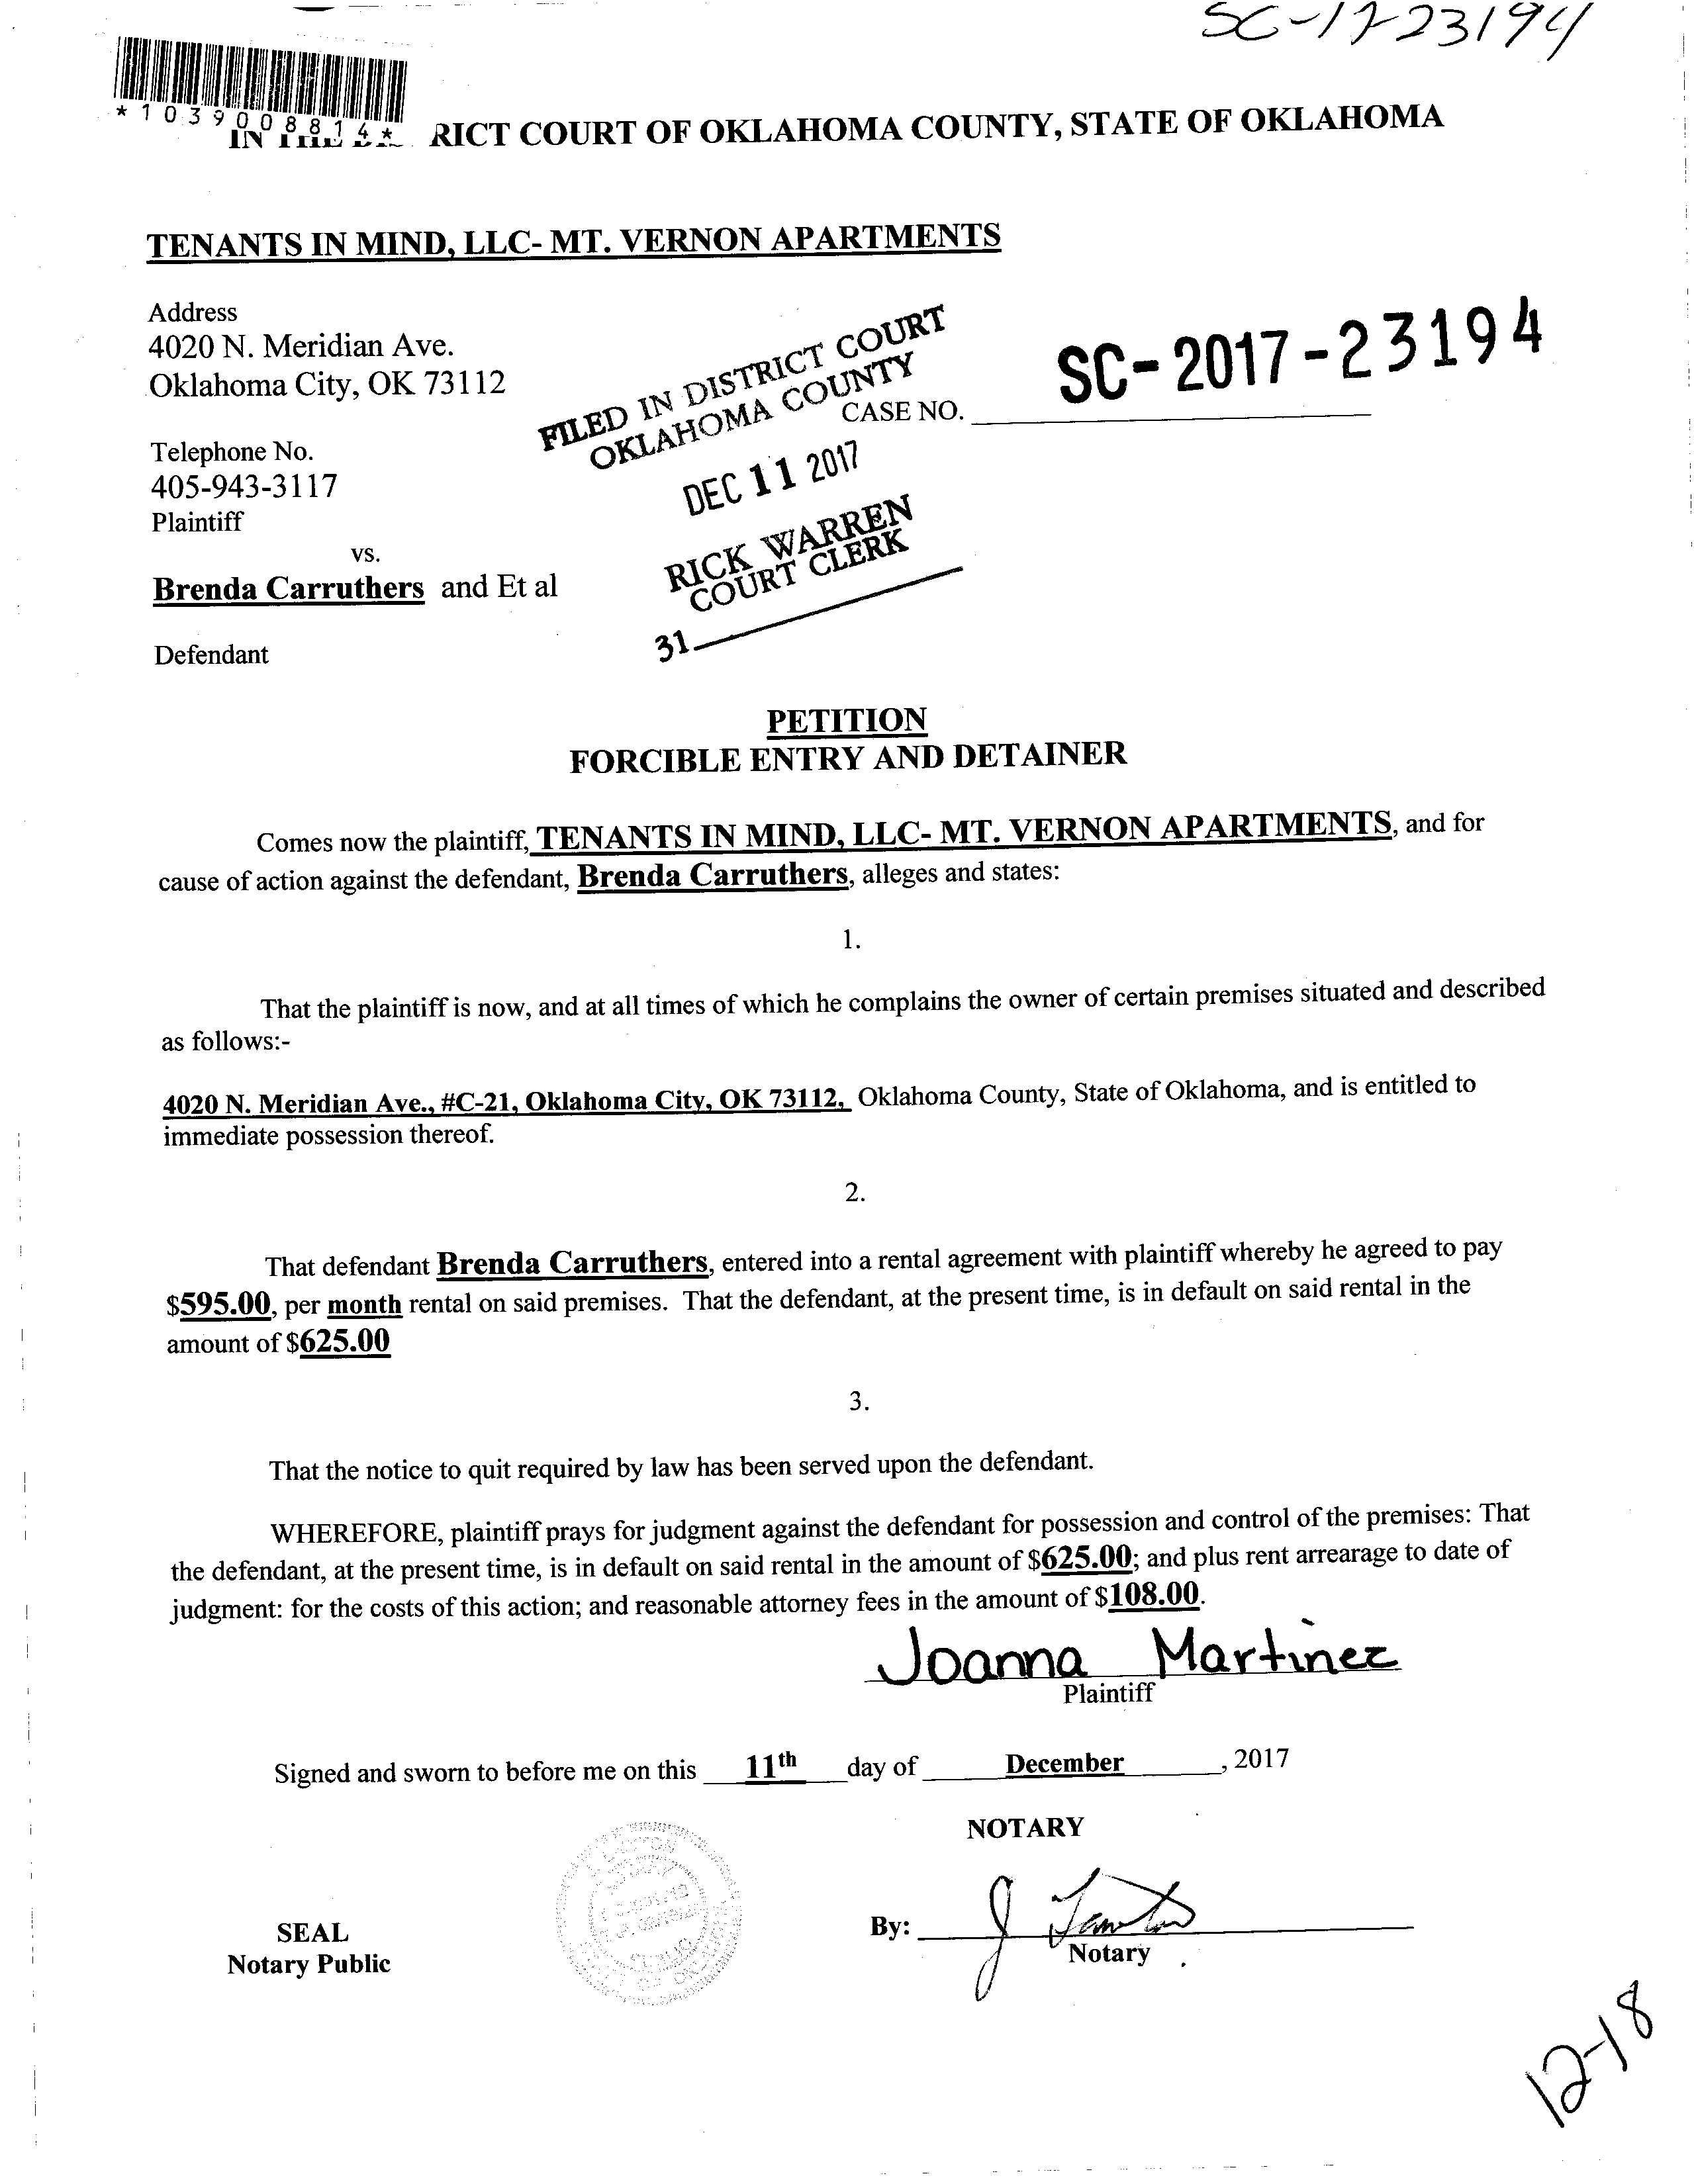 SC-17-23194
*1039008814*
IN THE RICT COURT OF OKLAHOMA COUNTY, STATE OF OKLAHOMA
TENANTS IN MIND, LLC- MT. VERNON APARTMENTS
Address
4020 N. Meridian Ave.
Oklahoma City, OK 73112
Telephone No.
405-943-3117
Plaintiff
vs.
Brenda Carruthers and Et al
Defendant
FILED IN DISTRICT COURT
OKLAHOMA COUNTY
DEC 11 2017
RICK WARREN
COURT CLERK
31
CASE NO. SC-2017-23194
PETITION
FORCIBLE ENTRY AND DETAINER
Comes now the plaintiff, TENANTS IN MIND, LLC- MT. VERNON APARTMENTS, and for
cause of action against the defendant, Brenda Carruthers, alleges and states:
1.
That the plaintiff is now, and at all times of which he complains the owner of certain premises situated and described
as follows:-
4020 N. Meridian Ave., #C-21, Oklahoma City, OK 73112, Oklahoma County, State of Oklahoma, and is entitled to
immediate possession thereof.
2.
That defendant Brenda Carruthers, entered into a rental agreement with plaintiff whereby he agreed to pay
$595.00, per month rental on said premises. That the defendant, at the present time, is in default on said rental in the
amount of $625.00
3.
That the notice to quit required by law has been served upon the defendant.
WHEREFORE, plaintiff prays for judgment against the defendant for possession and control of the premises: That
the defendant, at the present time, is in default on said rental in the amount of $625.00; and plus rent arrearage to date of
judgment: for the costs of this action; and reasonable attorney fees in the amount of $108.00.
Joanna Martinez
Plaintiff
Signed and sworn to before me on this 11th day of December, 2017
NOTARY
SEAL
Notary Public
By:
Notary
12-18